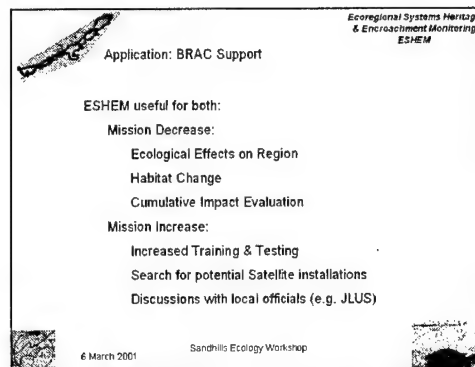 Ecoregional Systems Heritage
& Encroachment Monitoring
ESHEM
Application: BRAC Support
ESHEM useful for both:
Mission Decrease:
Ecological Effects on Region
Habitat Change
Cumulative Impact Evaluation
Mission Increase:
Increased Training & Testing
Search for potential Satellite installations
Discussions with local officials (e.g. JLUS)
6 March 2001
Sandhills Ecology Workshop